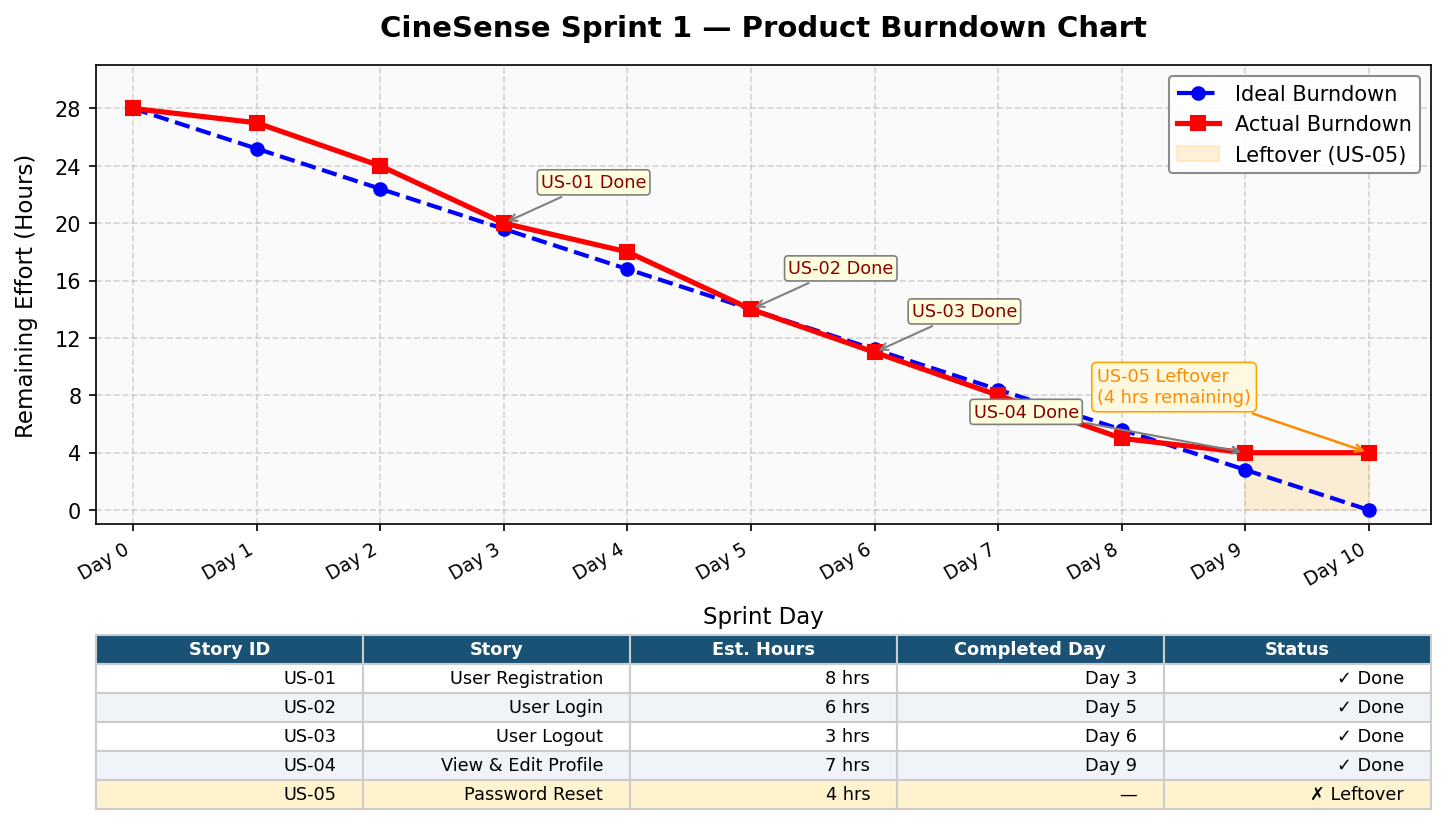 CineSense Sprint 1 — Product Burndown Chart
Remaining Effort (Hours)
28
24
20
16
12
8
4
0
Ideal Burndown
Actual Burndown
Leftover (US-05)
US-01 Done
US-02 Done
US-03 Done
US-04 Done
US-05 Leftover
(4 hrs remaining)
Day 0 Day 1 Day 2 Day 3 Day 4 Day 5 Day 6 Day 7 Day 8 Day 9 Day 10
Sprint Day
Story ID Story Est. Hours Completed Day Status
US-01 User Registration 8 hrs Day 3 ✓ Done
US-02 User Login 6 hrs Day 5 ✓ Done
US-03 User Logout 3 hrs Day 6 ✓ Done
US-04 View & Edit Profile 7 hrs Day 9 ✓ Done
US-05 Password Reset 4 hrs — ✗ Leftover